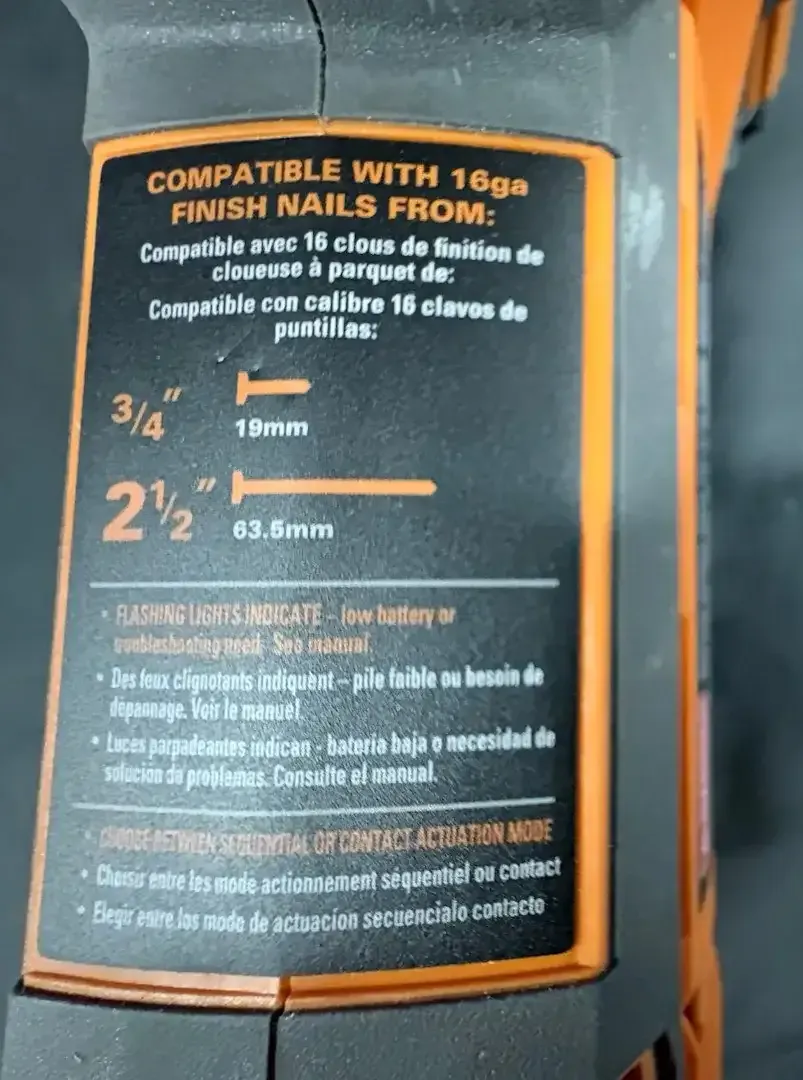 COMPATIBLE WITH 16ga
FINISH NAILS FROM:
Compatible avec 16 clous de finition de
cloueuse à parquet de:
Compatible con calibre 16 clavos de
puntillas:
3/4"
19mm
2 1/2"
63.5mm
• FLASHING LIGHTS INDICATE - low battery or
troubleshooting need. See manual.
• Des feux clignotants indiquent – pile faible ou besoin de
dépannage. Voir le manuel.
• Luces parpadeantes indican - bateria baja o necesidad de
solucion da problemas. Consulte el manual.
• CHOOSE BETWEEN SEQUENTIAL OR CONTACT ACTUATION MODE
• Choisir entre les mode actionnement séquentiel ou contact
• Elegir entre los modo de actuacion secuencialo contacto